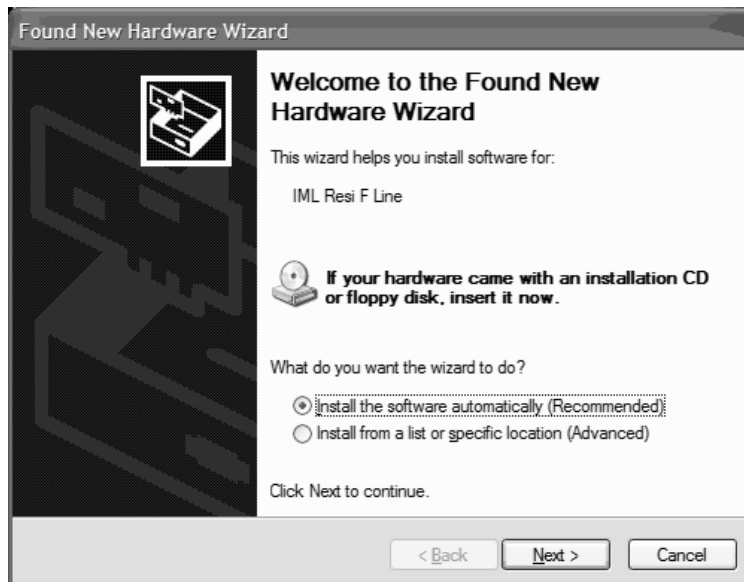 Found New Hardware Wizard
Welcome to the Found New
Hardware Wizard
This wizard helps you install software for:
IML Resi F Line
If your hardware came with an installation CD
or floppy disk, insert it now.
What do you want the wizard to do?
Install the software automatically (Recommended)
Install from a list or specific location (Advanced)
Click Next to continue.
< Back
Next >
Cancel